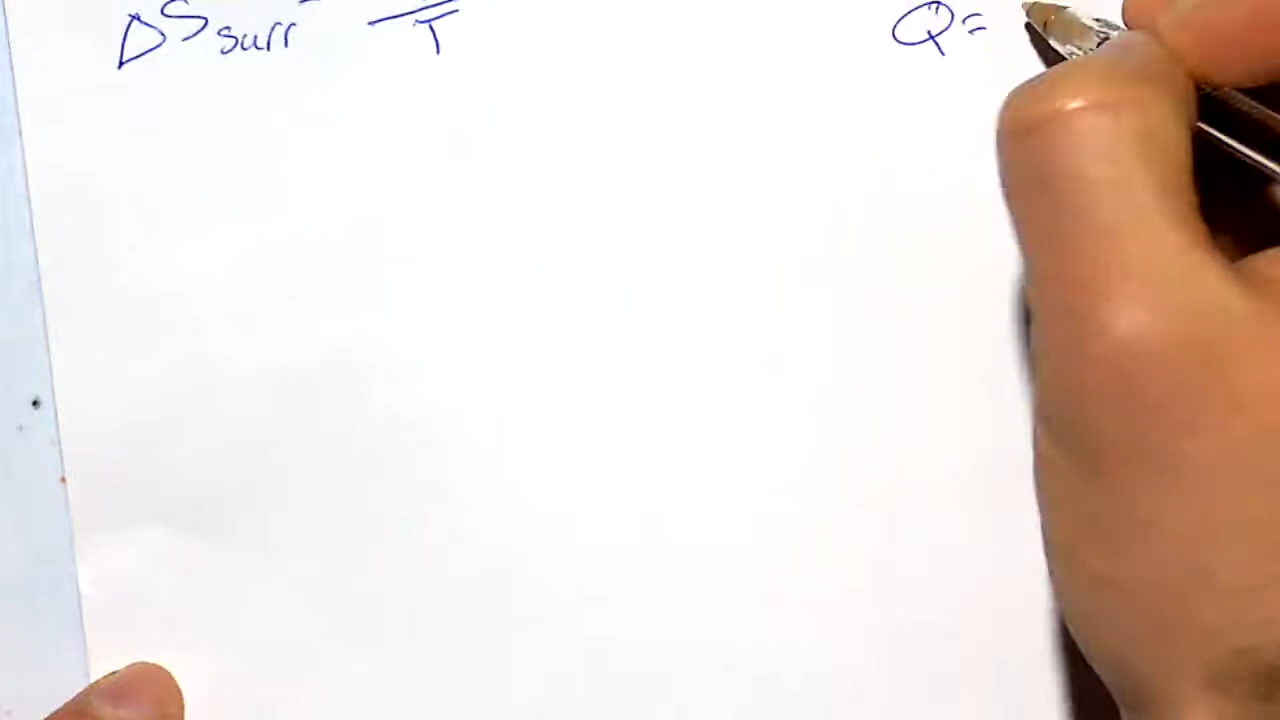 ΔS surr = —/T Q=